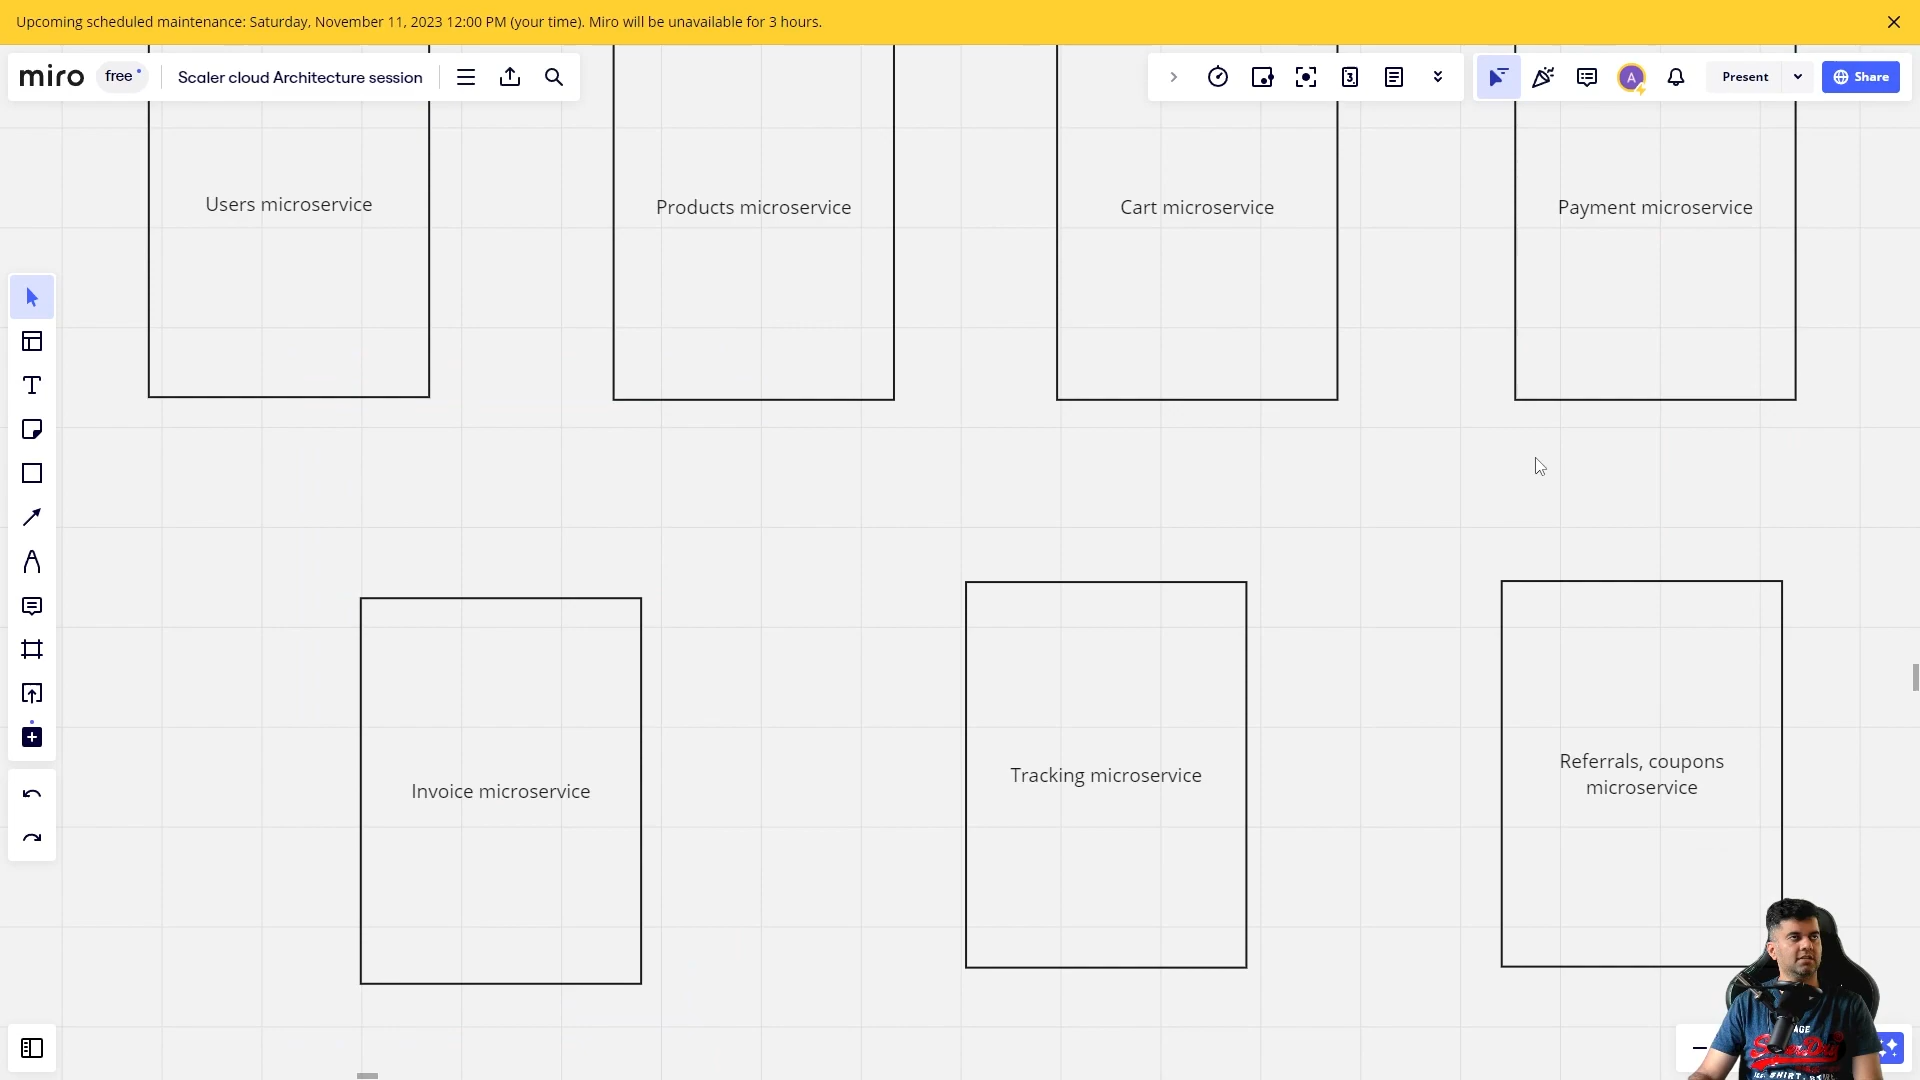 Upcoming scheduled maintenance: Saturday, November 11, 2023 12:00 PM (your time). Miro will be unavailable for 3 hours.
miro
free
Scaler cloud Architecture session
3
A
Present
Share
Users microservice
Products microservice
Cart microservice
Payment microservice
Invoice microservice
Tracking microservice
Referrals, coupons
microservice